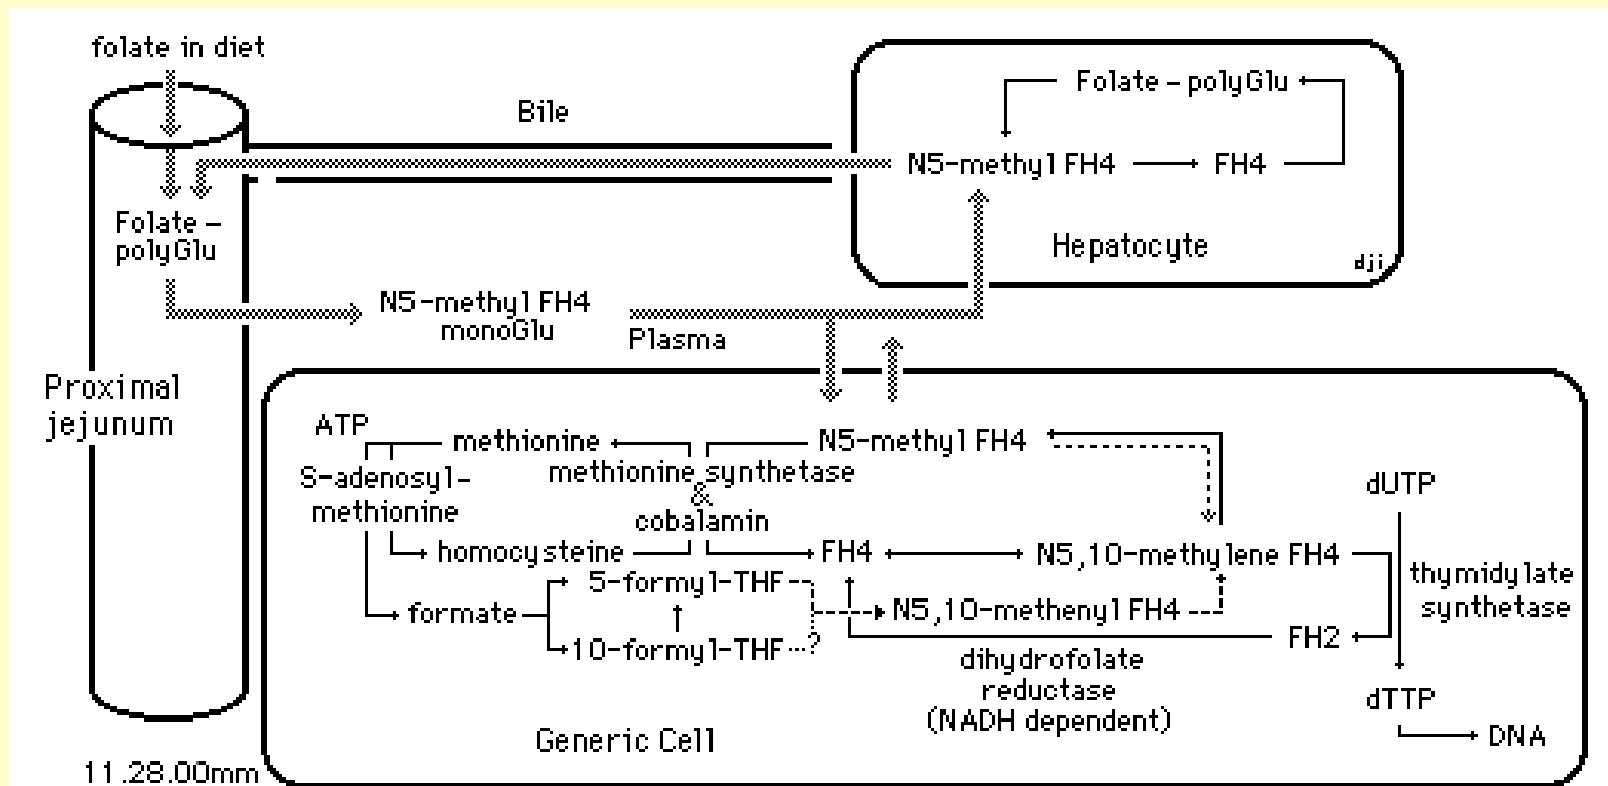 folate in diet
Bile
Folate - polyGlu
N5-methyl FH4
FH4
Folate -
polyGlu
Hepatocyte
dji
N5-methyl FH4
monoGlu
Plasma
Proximal
jejunum
ATP
methionine
N5-methyl FH4
S-adenosyl-
methionine
methionine synthetase
&
cobalamin
dUTP
homocysteine
FH4
N5,10-methylene FH4
thymidylate
synthetase
5-formyl-THF
formate
N5,10-methenyl FH4
10-formyl-THF
FH2
dihydrofolate
reductase
(NADH dependent)
dTTP
DNA
Generic Cell
11.28.00mm